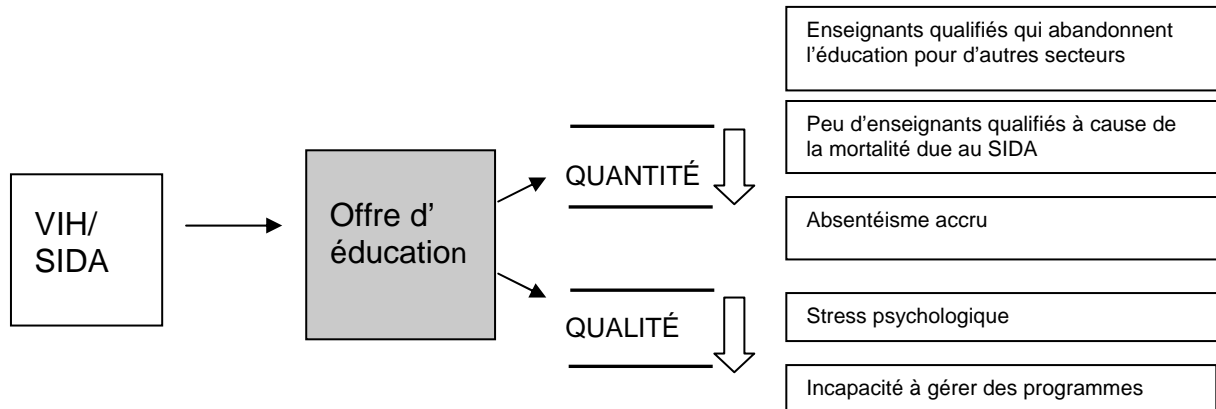 VIH/
SIDA
Offre d'
éducation
QUANTITÉ
QUALITÉ
Enseignants qualifiés qui abandonnent
l'éducation pour d'autres secteurs
Peu d'enseignants qualifiés à cause de
la mortalité due au SIDA
Absentéisme accru
Stress psychologique
Incapacité à gérer des programmes